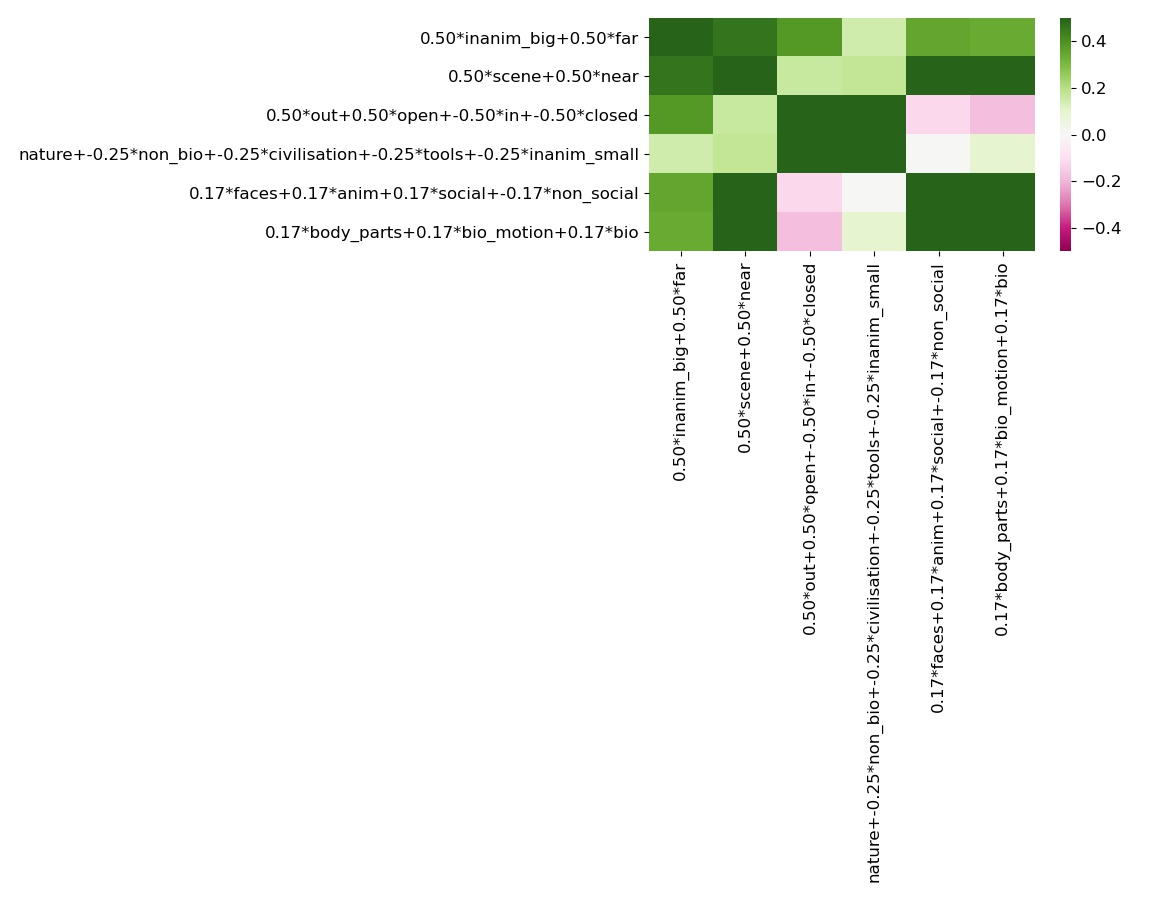 0.50*inanim_big+0.50*far
0.50*scene+0.50*near
0.50*out+0.50*open+-0.50*in+-0.50*closed
nature+-0.25*non_bio+-0.25*civilisation+-0.25*tools+-0.25*inanim_small
0.17*faces+0.17*anim+0.17*social+-0.17*non_social
0.17*body_parts+0.17*bio_motion+0.17*bio
0.4
0.2
0.0
−0.2
−0.4
0.50*inanim_big+0.50*far
0.50*scene+0.50*near
0.50*out+0.50*open+-0.50*in+-0.50*closed
nature+-0.25*non_bio+-0.25*civilisation+-0.25*tools+-0.25*inanim_small
0.17*faces+0.17*anim+0.17*social+-0.17*non_social
0.17*body_parts+0.17*bio_motion+0.17*bio